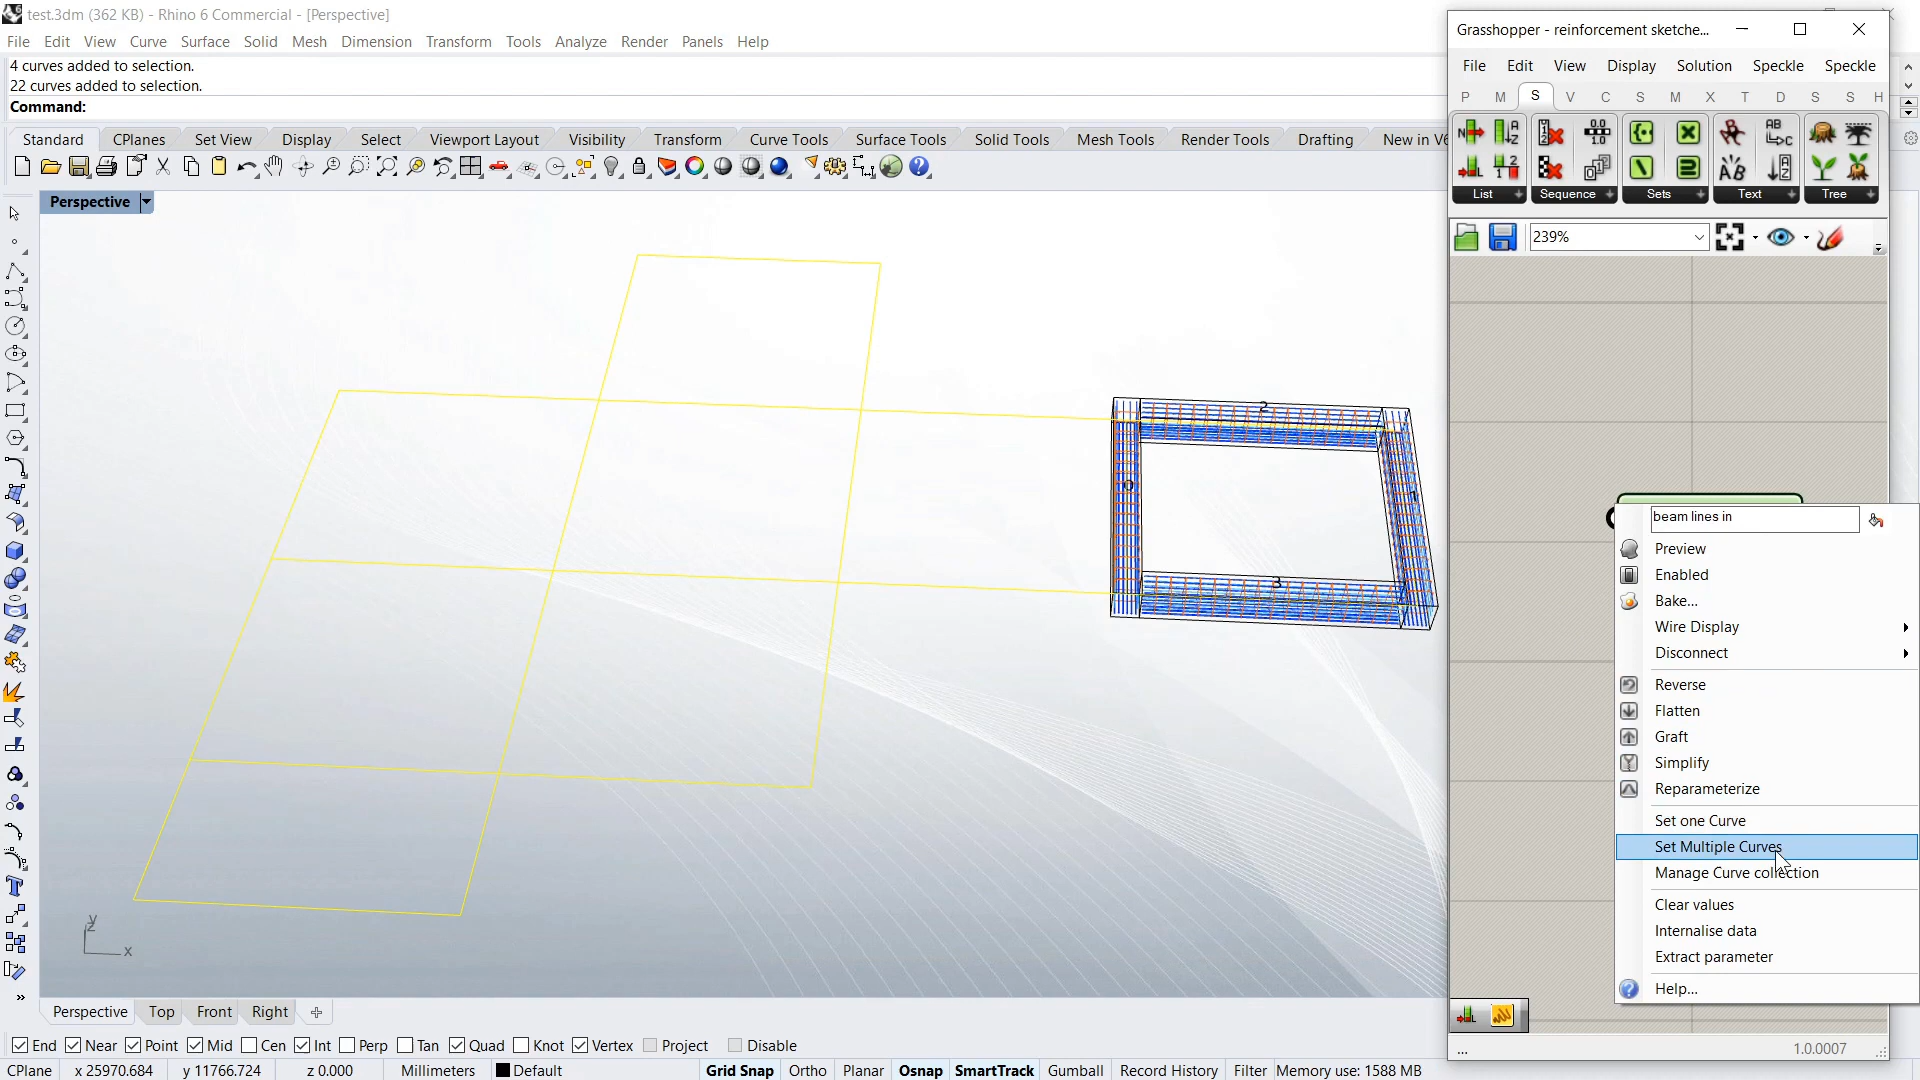 test.3dm (362 KB) - Rhino 6 Commercial - [Perspective]
File Edit View Curve Surface Solid Mesh Dimension Transform Tools Analyze Render Panels Help
4 curves added to selection.
22 curves added to selection.
Command:
Standard CPlanes Set View Display Select Viewport Layout Visibility Transform Curve Tools Surface Tools Solid Tools Mesh Tools Render Tools Drafting New in V6
Perspective
2
0
1
3
y
z
x
Perspective Top Front Right
End Near Point Mid Cen Int Perp Tan Quad Knot Vertex Project Disable
CPlane x 25970.684 y 11766.724 z 0.000 Millimeters Default Grid Snap Ortho Planar Osnap SmartTrack Gumball Record History Filter Memory use: 1588 MB
Grasshopper - reinforcement sketche...
File Edit View Display Solution Speckle Speckle
P M S V C S M X T D S S H
List Sequence Sets Text Tree
239%
beam lines in
Preview
Enabled
Bake...
Wire Display
Disconnect
Reverse
Flatten
Graft
Simplify
Reparameterize
Set one Curve
Set Multiple Curves
Manage Curve collection
Clear values
Internalise data
Extract parameter
Help...
...
1.0.0007